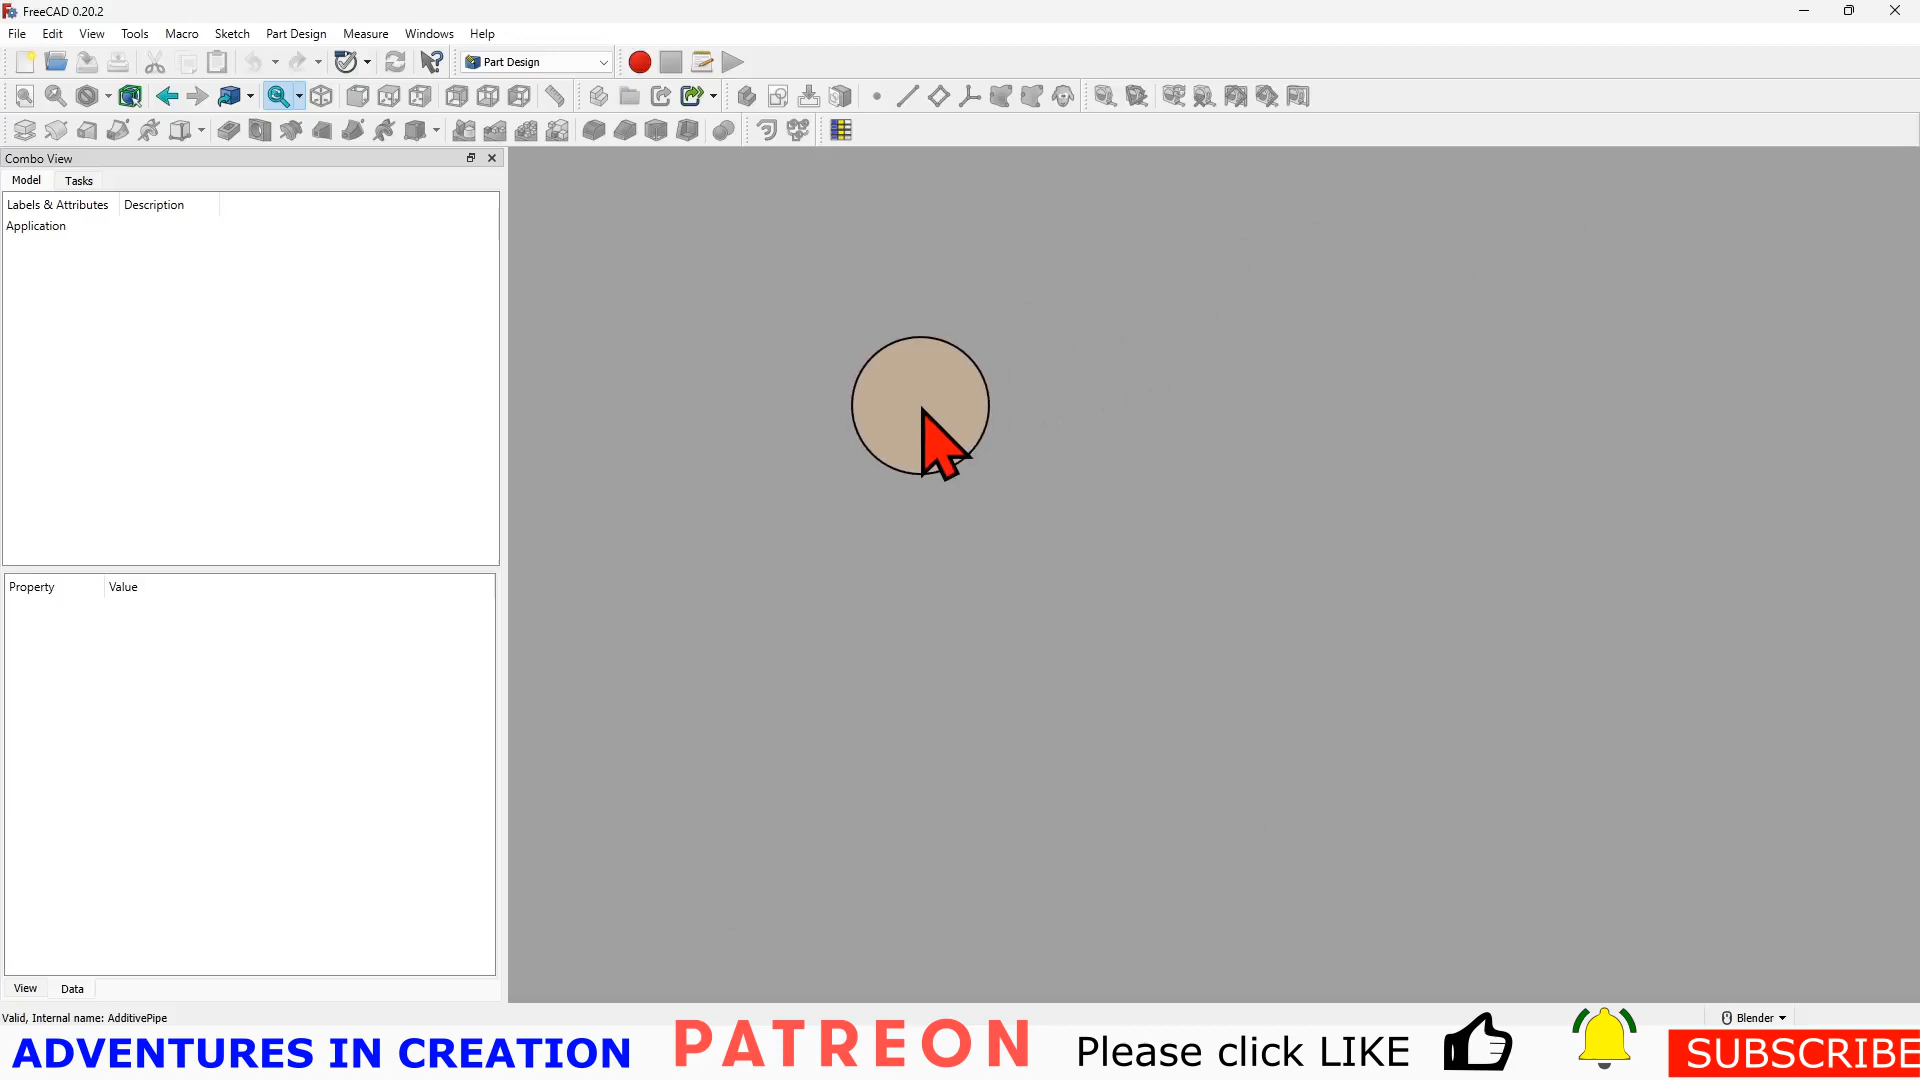 FreeCAD 0.20.2
File Edit View Tools Macro Sketch Part Design Measure Windows Help
Part Design
Combo View
Model Tasks
Labels & Attributes Description
Application
Property Value
View Data
Valid, Internal name: AdditivePipe
Blender
ADVENTURES IN CREATION PATREON Please click LIKE SUBSCRIBE